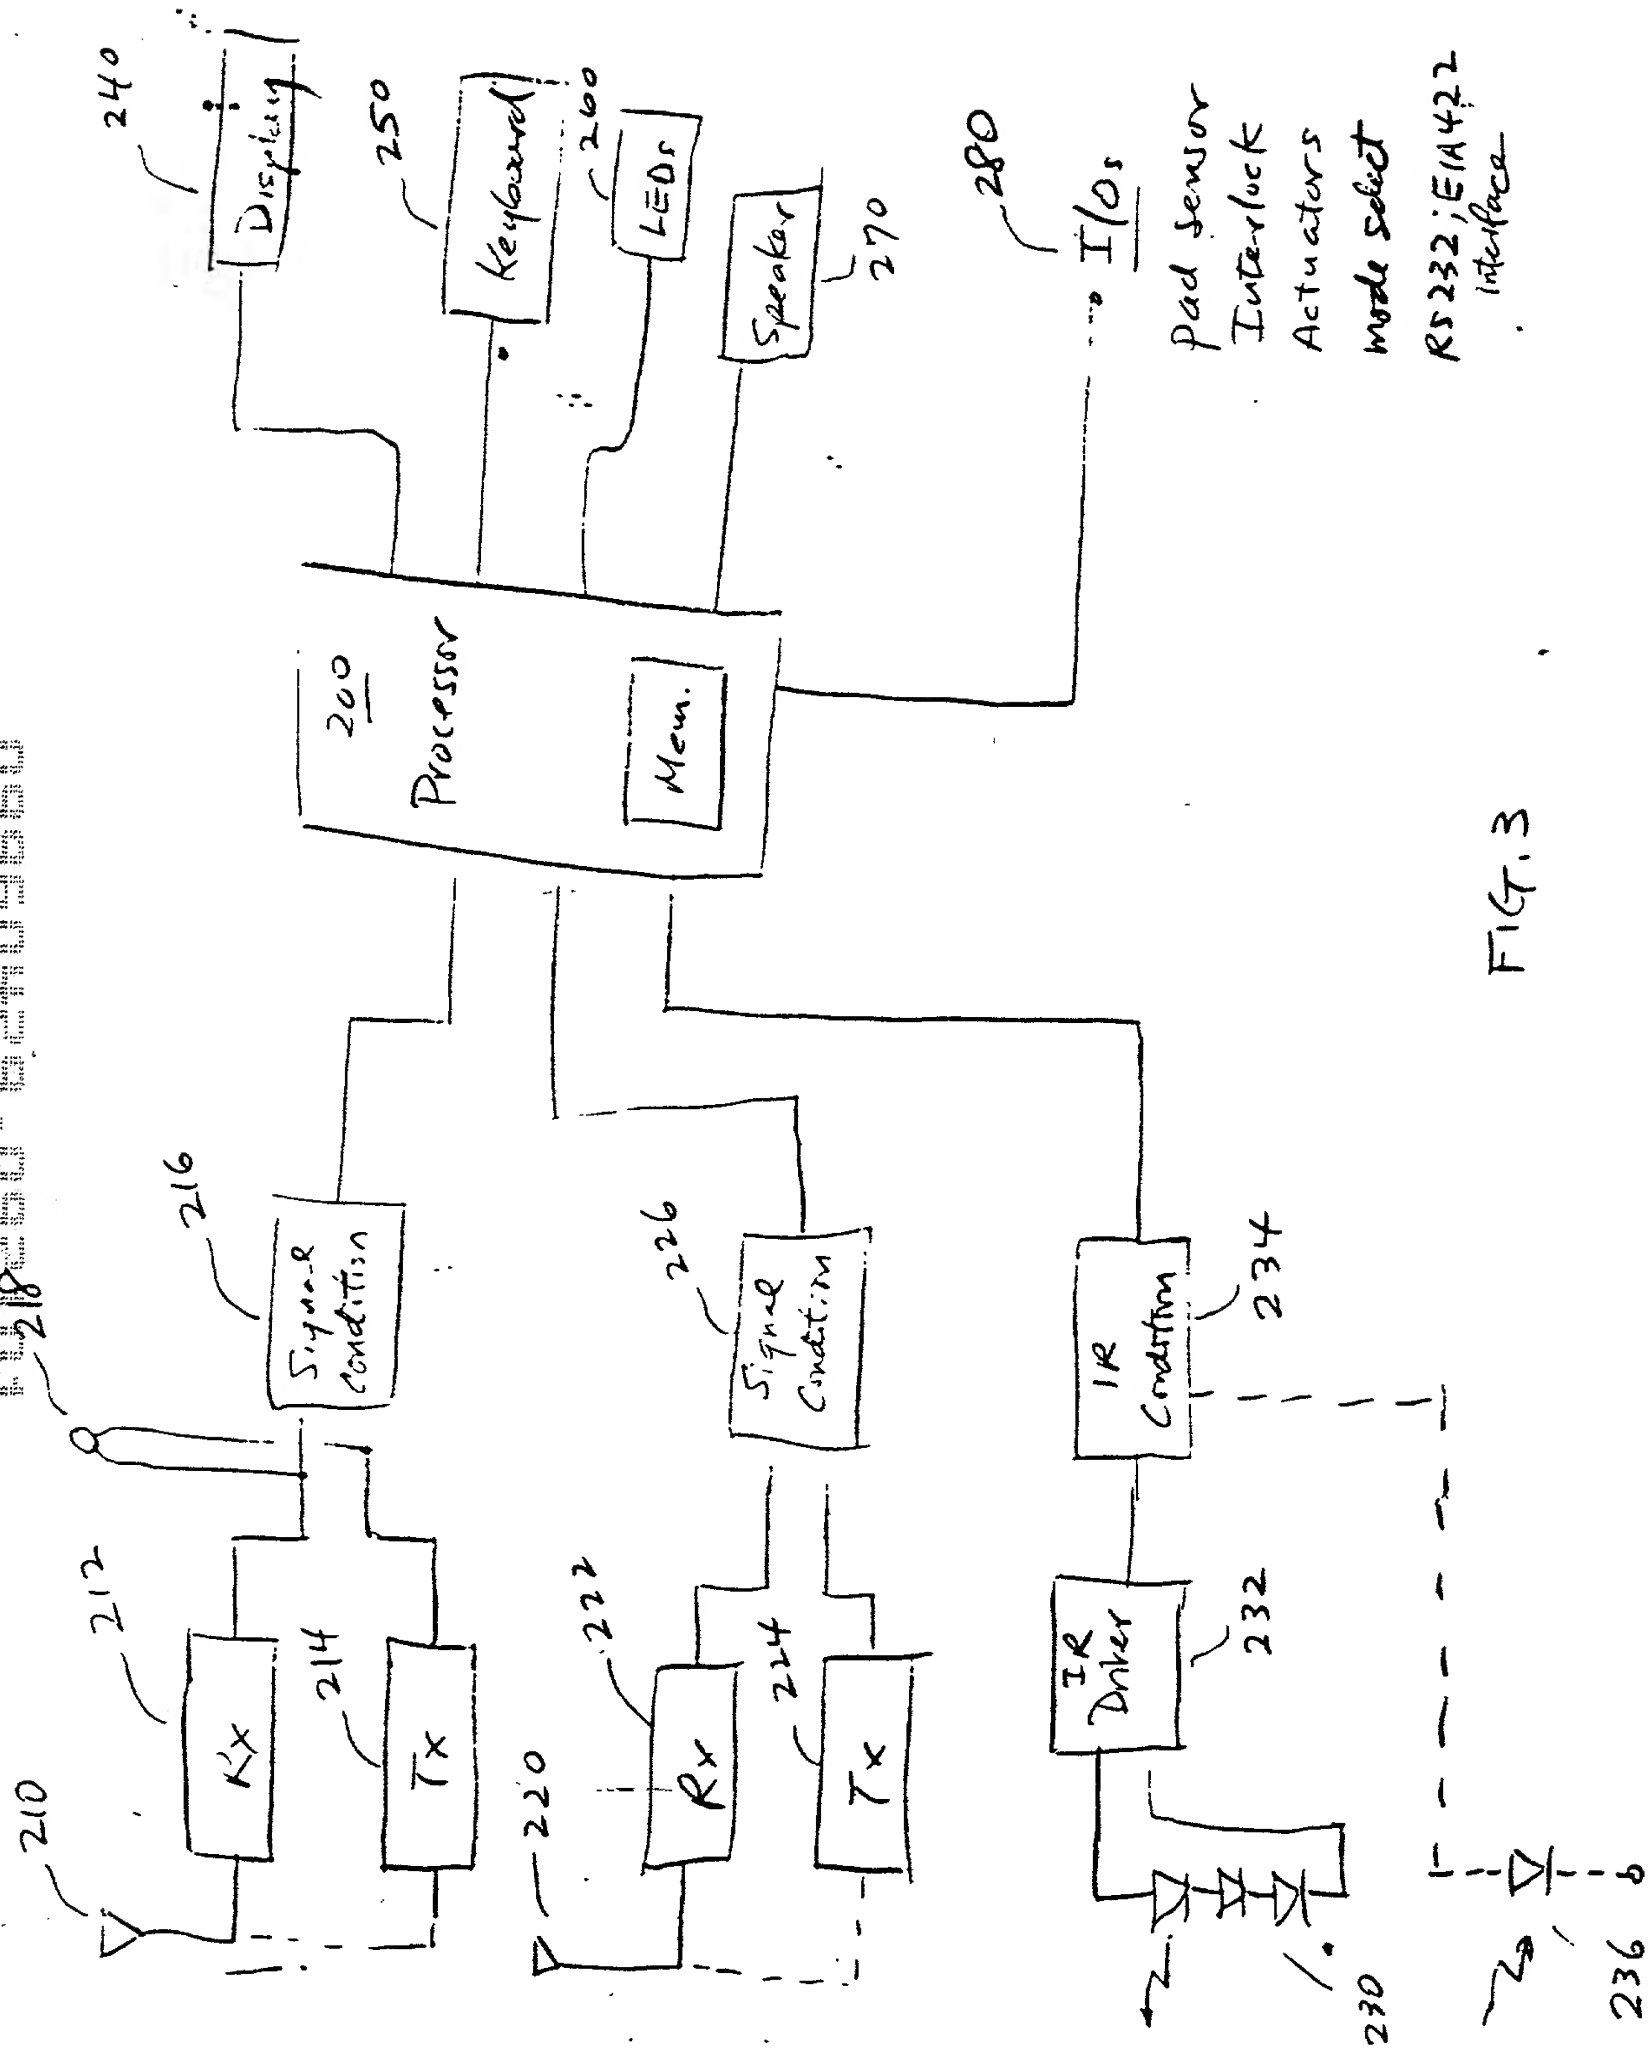 210
212
Rx
214
Tx
218
216
Signal
Condition
220
222
Rx
224
Tx
226
Signal
Condition
230
232
IR
Driver
234
IR
Condition
236
200
Processor
Mem.
240
Display
250
Keyboard
260
LEDs
Speaker
270
280
I/Os
Pad sensor
Interlock
Actuators
mode select
RS232; EIA422
Interface
FIG. 3